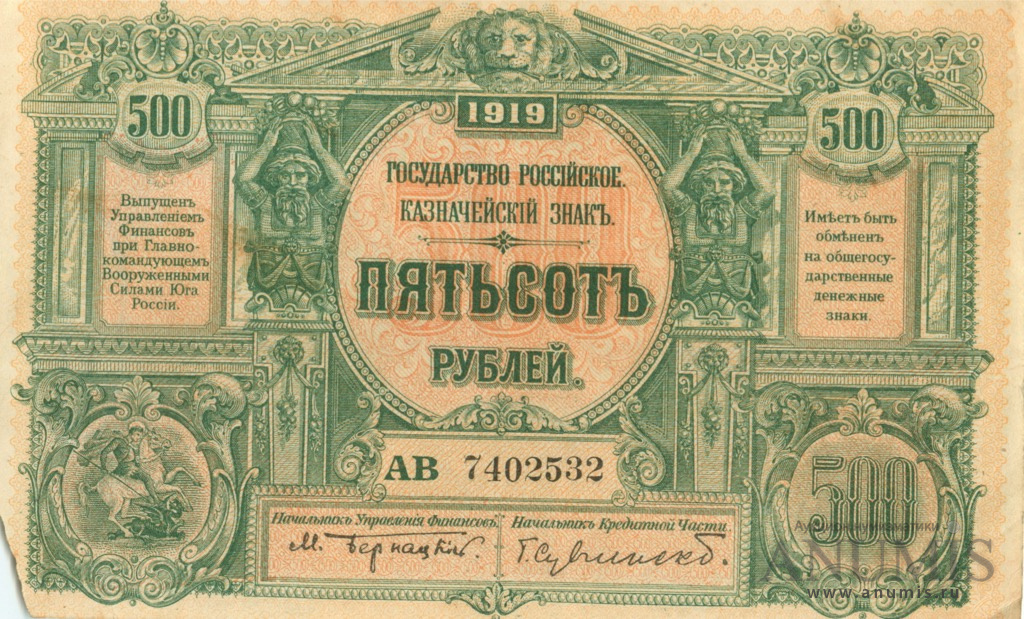 1919
500
500
ГОСУДАРСТВО РОССІЙСКОЕ.
КАЗНАЧЕЙСКІЙ ЗНАКЪ.
ПЯТЬСОТЪ
РУБЛЕЙ.
Выпущенъ
Управленіемъ
Финансовъ
при Главно-
командующемъ
Вооруженными
Силами Юга
Россіи.
Имѣетъ быть
обмѣненъ
на общегосу-
дарственные
денежные
знаки.
АВ 7402532
500
Начальникъ Управленія Финансовъ,
М. Бернацкій.
Начальникъ Кредитной Части
ANUMIS
www.anumis.ru